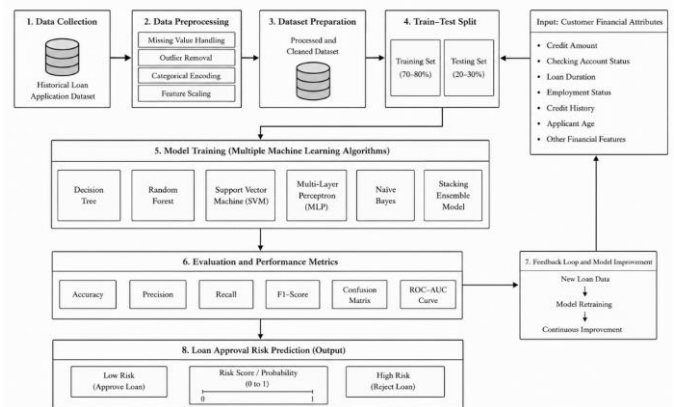 1. Data Collection
Historical Loan
Application Dataset
2. Data Preprocessing
Missing Value Handling
Outlier Removal
Categorical Encoding
Feature Scaling
3. Dataset Preparation
Processed and
Cleaned Dataset
4. Train–Test Split
Training Set
(70–80%)
Testing Set
(20–30%)
Input: Customer Financial Attributes
• Credit Amount
• Checking Account Status
• Loan Duration
• Employment Status
• Credit History
• Applicant Age
• Other Financial Features
5. Model Training (Multiple Machine Learning Algorithms)
Decision
Tree
Random
Forest
Support Vector
Machine (SVM)
Multi-Layer
Perceptron
(MLP)
Naïve
Bayes
Stacking
Ensemble
Model
6. Evaluation and Performance Metrics
Accuracy
Precision
Recall
F1–Score
Confusion
Matrix
ROC–AUC
Curve
7. Feedback Loop and Model Improvement
New Loan Data
Model Retraining
Continuous Improvement
8. Loan Approval Risk Prediction (Output)
Low Risk
(Approve Loan)
Risk Score / Probability
(0 to 1)
0 1
High Risk
(Reject Loan)